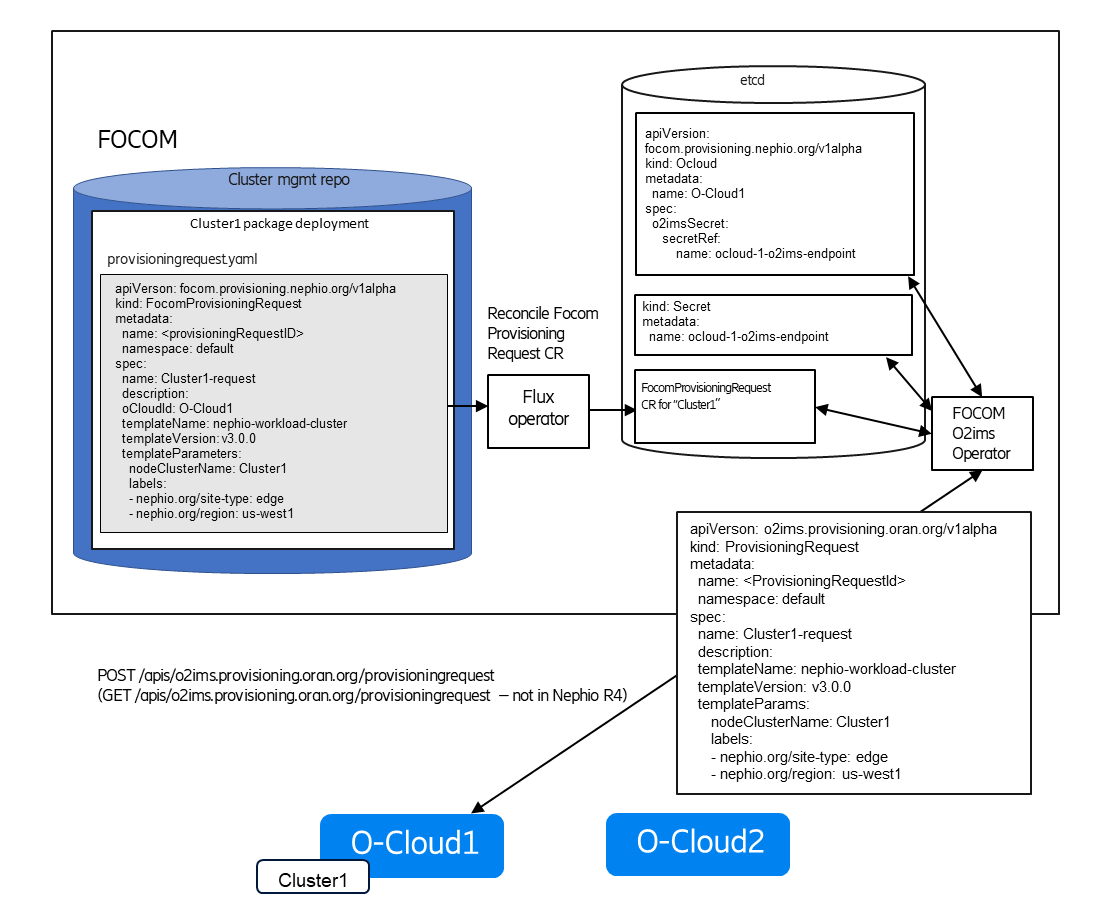 FOCOM
Cluster mgmt repo
Cluster1 package deployment
provisioningrequest.yaml
apiVerson: focom.provisioning.nephio.org/v1alpha
kind: FocomProvisioningRequest
metadata:
name: <provisioningRequestID>
namespace: default
spec:
name: Cluster1-request
description:
oCloudId: O-Cloud1
templateName: nephio-workload-cluster
templateVersion: v3.0.0
templateParameters:
nodeClusterName: Cluster1
labels:
- nephio.org/site-type: edge
- nephio.org/region: us-west1
Reconcile Focom
Provisioning
Request CR
Flux
operator
etcd
apiVersion:
focom.provisioning.nephio.org/v1alpha
kind: Ocloud
metadata:
name: O-Cloud1
spec:
o2imsSecret:
secretRef:
name: ocloud-1-o2ims-endpoint
kind: Secret
metadata:
name: ocloud-1-o2ims-endpoint
FocomProvisioningRequest
CR for “Cluster1”
FOCOM
O2ims
Operator
apiVerson: o2ims.provisioning.oran.org/v1alpha
kind: ProvisioningRequest
metadata:
name: <ProvisioningRequestId>
namespace: default
spec:
name: Cluster1-request
description:
templateName: nephio-workload-cluster
templateVersion: v3.0.0
templateParams:
nodeClusterName: Cluster1
labels:
- nephio.org/site-type: edge
- nephio.org/region: us-west1
POST /apis/o2ims.provisioning.oran.org/provisioningrequest
(GET /apis/o2ims.provisioning.oran.org/provisioningrequest – not in Nephio R4)
O-Cloud1
Cluster1
O-Cloud2